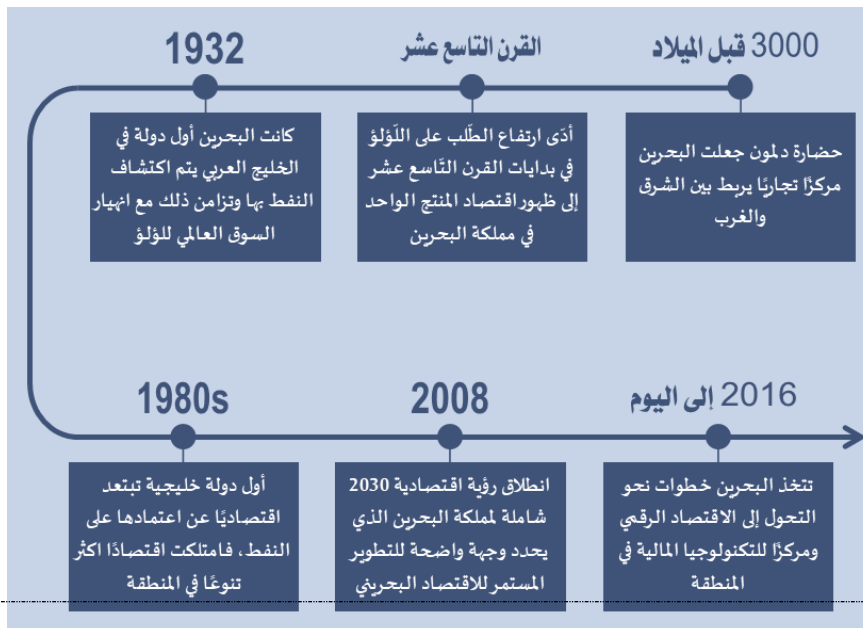 3000 قبل الميلاد
حضارة دلمون جعلت البحرين
مركزًا تجاريًا يربط بين الشرق
والغرب
القرن التاسع عشر
أدّى ارتفاع الطّلب على اللّؤلؤ
في بدايات القرن التّاسع عشر
إلى ظهور اقتصاد المنتج الواحد
في مملكة البحرين
1932
كانت البحرين أول دولة في
الخليج العربي يتم اكتشاف
النفط بها وتزامن ذلك مع انهيار
السوق العالمي للؤلؤ
1980s
أول دولة خليجية تبتعد
اقتصاديًا عن اعتمادها على
النفط، فامتلكت اقتصادًا اكثر
تنوعًا في المنطقة
2008
انطلاق رؤية اقتصادية 2030
شاملة لمملكة البحرين الذي
يحدد وجهة واضحة للتطوير
المستمر للاقتصاد البحريني
2016 إلى اليوم
تتخذ البحرين خطوات نحو
التحول إلى الاقتصاد الرقمي
ومركزًا للتكنولوجيا المالية في
المنطقة